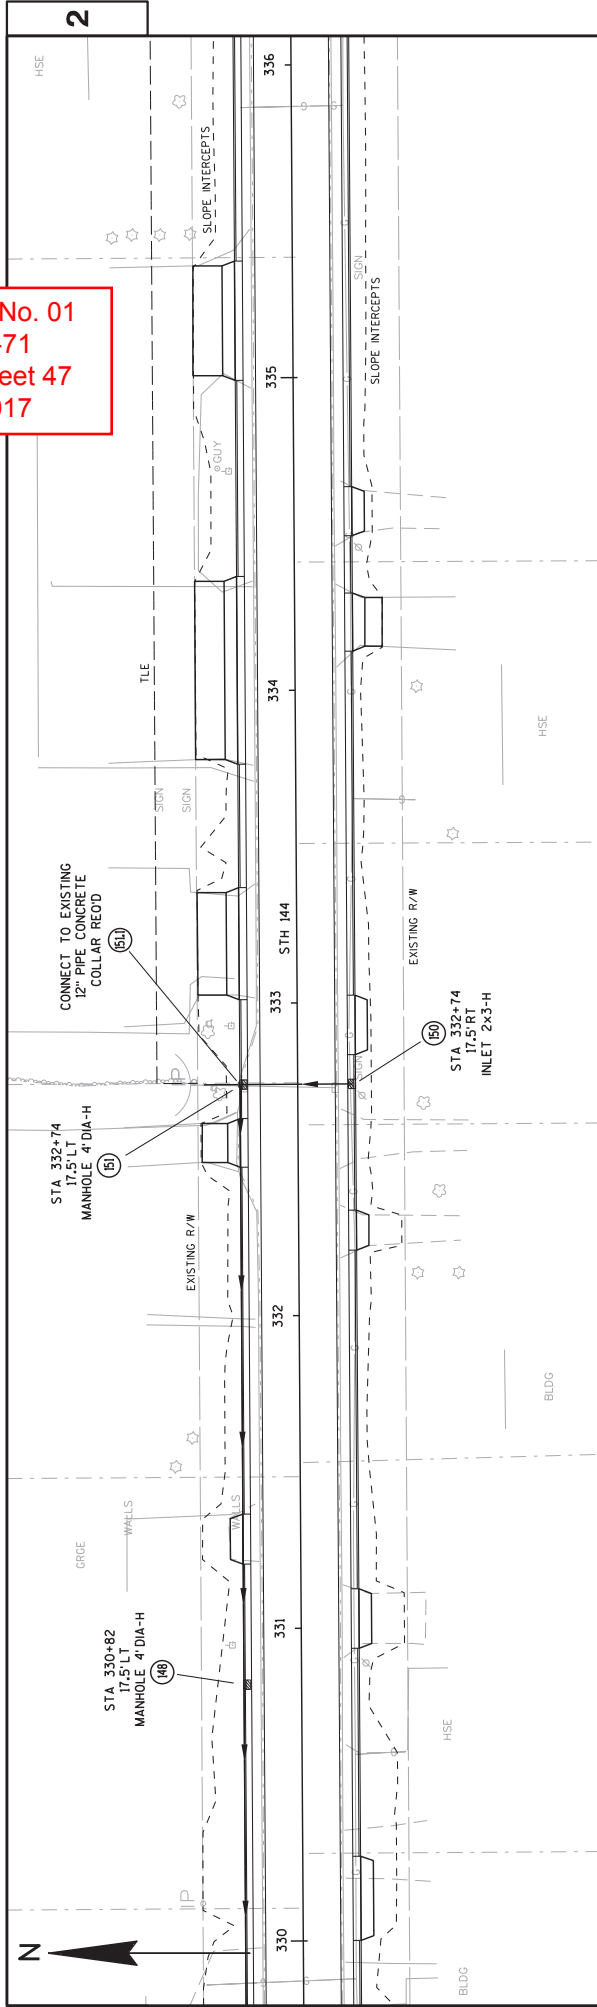 2
HSE
SLOPE INTERCEPTS
336
No. 01
-71
eet 47
017
SIGN
SLOPE INTERCEPTS
335
GUY
TLE
334
HSE
SIGN
SIGN
CONNECT TO EXISTING
12" PIPE CONCRETE
COLLAR REQ'D
151.1
STH 144
EXISTING R/W
333
150
STA 332+74
17.5' RT
INLET 2x3-H
SIGN
IP
STA 332+74
17.5' LT
MANHOLE 4' DIA-H
151
EXISTING R/W
332
BLDG
GRGE
WALLS
WALLS
331
STA 330+82
17.5' LT
MANHOLE 4' DIA-H
148
HSE
IP
330
N
BLDG